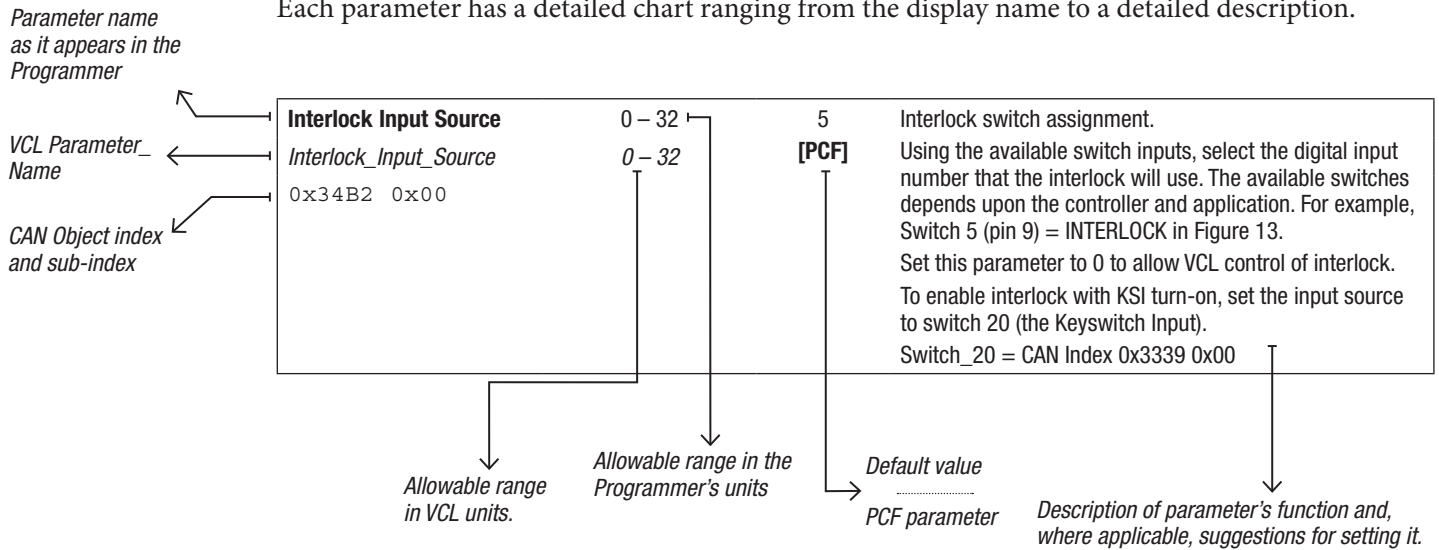 Each parameter has a detailed chart ranging from the display name to a detailed description.
Parameter name
as it appears in the
Programmer
VCL Parameter_
Name
CAN Object index
and sub-index
Interlock Input Source
Interlock_Input_Source
0x34B2 0x00
0 – 32
0 – 32
5
[PCF]
Interlock switch assignment.
Using the available switch inputs, select the digital input
number that the interlock will use. The available switches
depends upon the controller and application. For example,
Switch 5 (pin 9) = INTERLOCK in Figure 13.
Set this parameter to 0 to allow VCL control of interlock.
To enable interlock with KSI turn-on, set the input source
to switch 20 (the Keyswitch Input).
Switch_20 = CAN Index 0x3339 0x00
Allowable range
in VCL units.
Allowable range in the
Programmer's units
Default value
PCF parameter
Description of parameter's function and,
where applicable, suggestions for setting it.